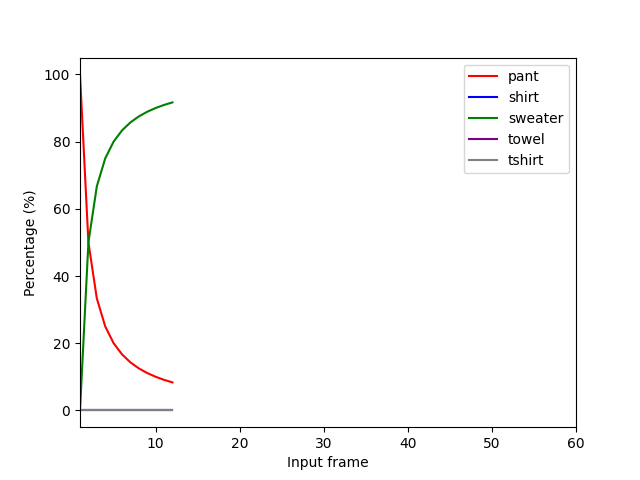 100
80
60
40
20
0
Percentage (%)
pant
shirt
sweater
towel
tshirt
10 20 30 40 50 60
Input frame